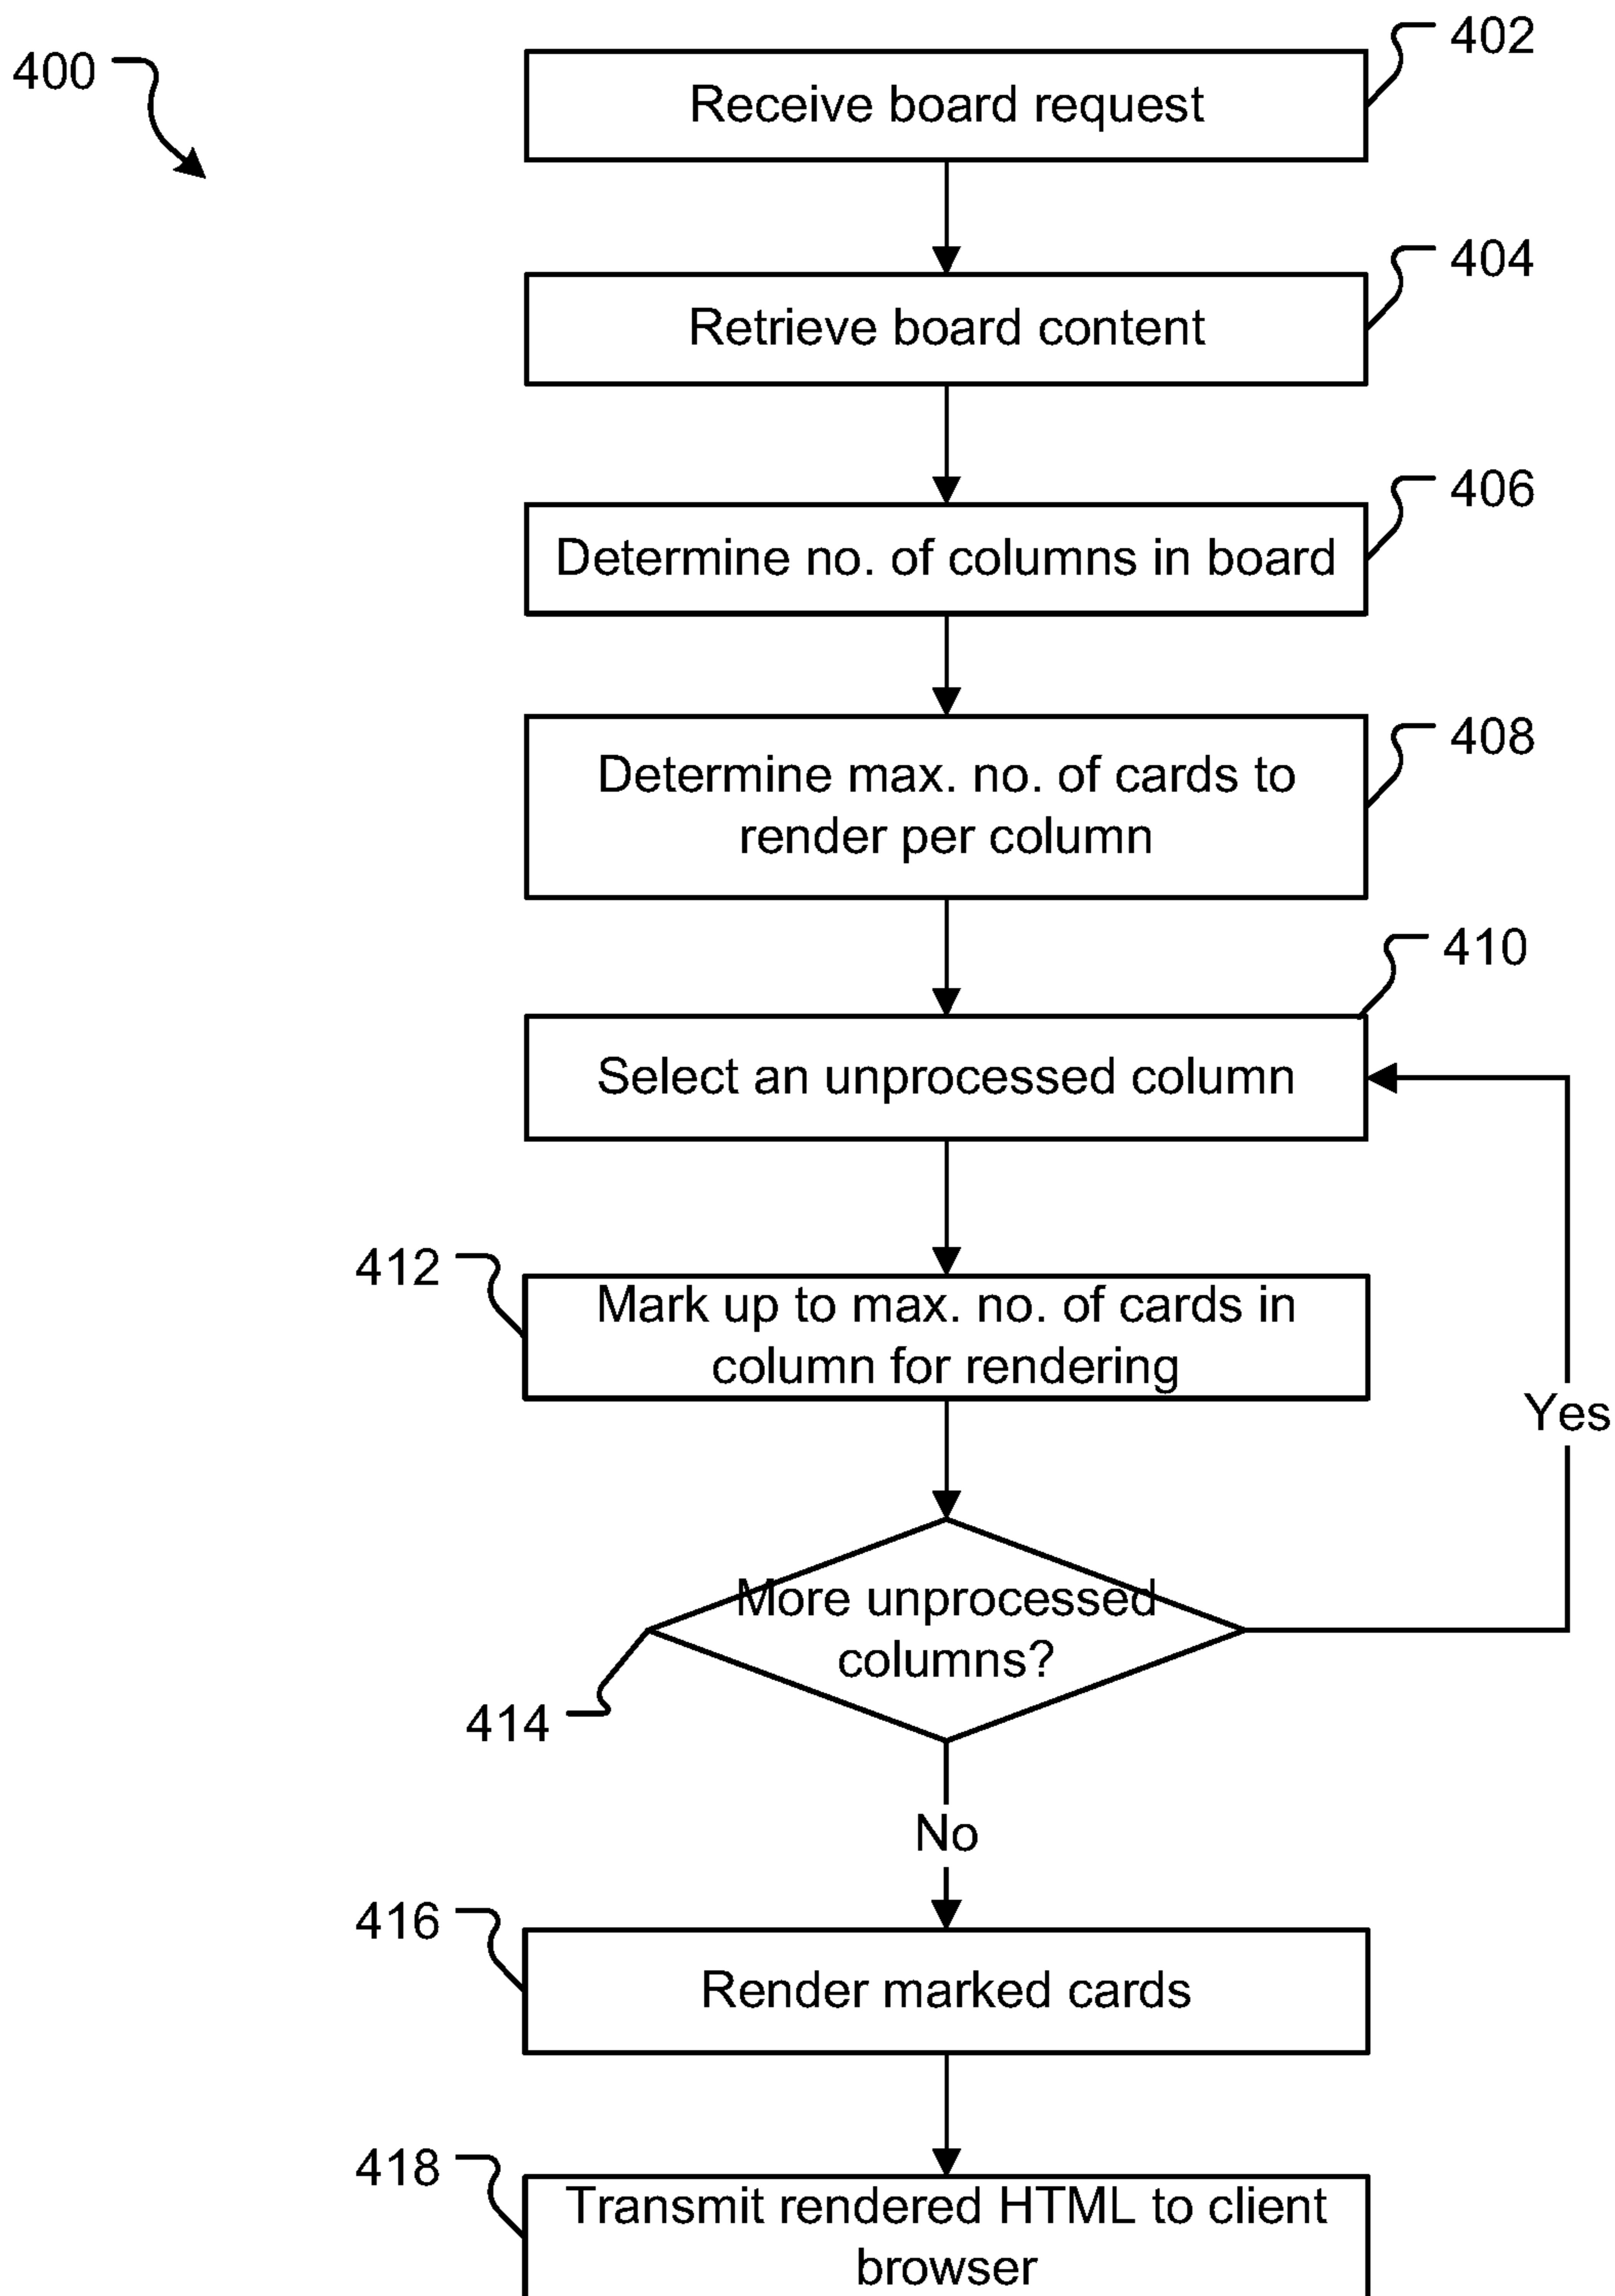 400
402
Receive board request
404
Retrieve board content
406
Determine no. of columns in board
408
Determine max. no. of cards to
render per column
410
Select an unprocessed column
412
Mark up to max. no. of cards in
column for rendering
Yes
More unprocessed
columns?
414
No
416
Render marked cards
418
Transmit rendered HTML to client
browser